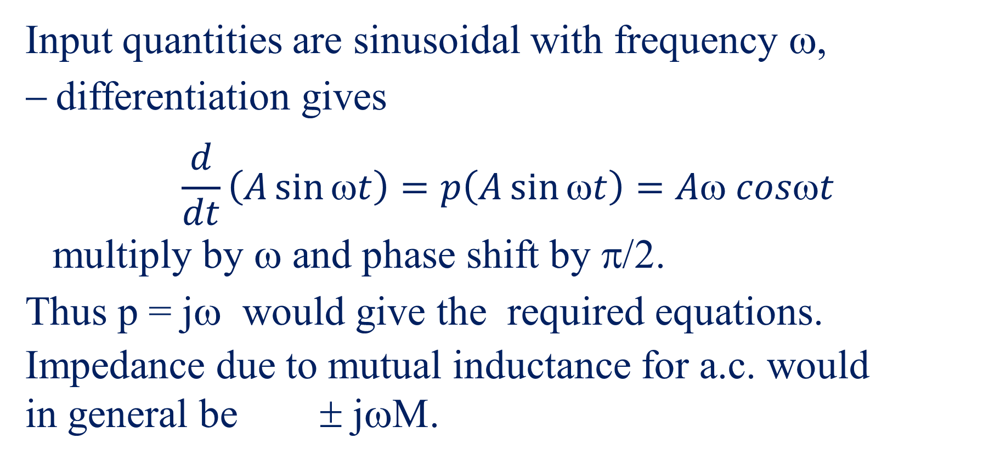 Input quantities are sinusoidal with frequency ω,
– differentiation gives
d/dt (A sin ωt) = p(A sin ωt) = Aω cosωt
multiply by ω and phase shift by π/2.
Thus p = jω would give the required equations.
Impedance due to mutual inductance for a.c. would
in general be ± jωM.